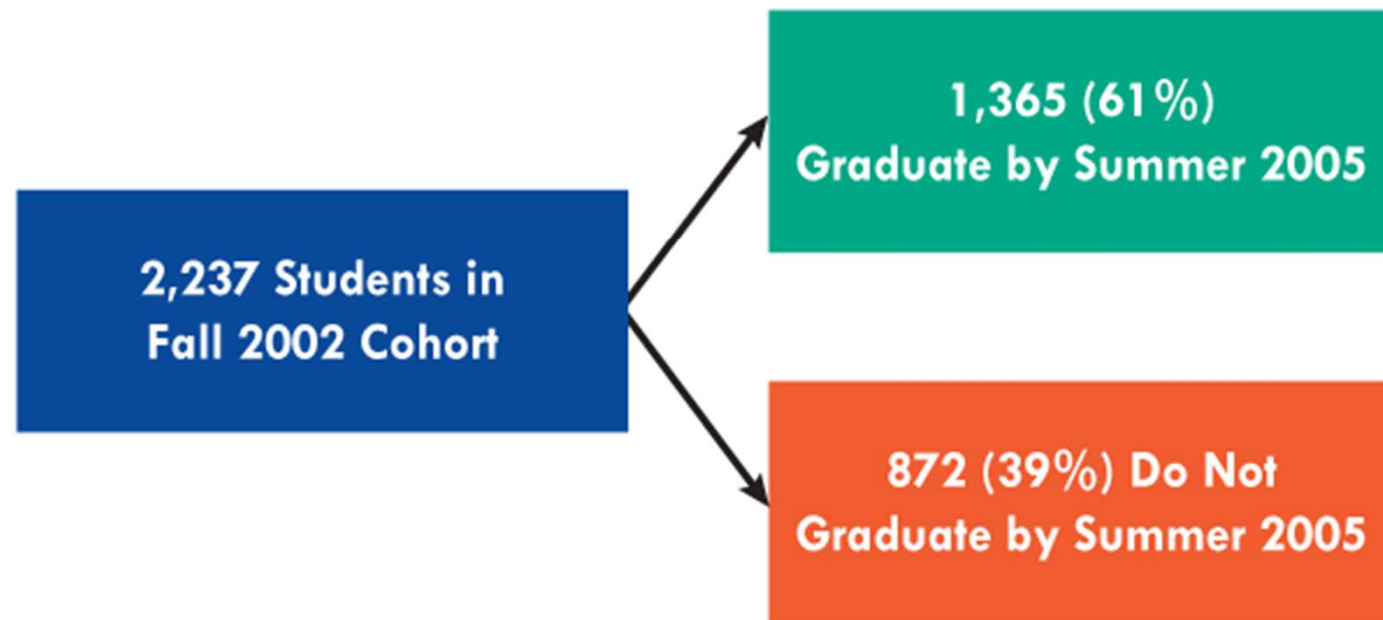 1,365 (61%)
Graduate by Summer 2005
2,237 Students in
Fall 2002 Cohort
872 (39%) Do Not
Graduate by Summer 2005